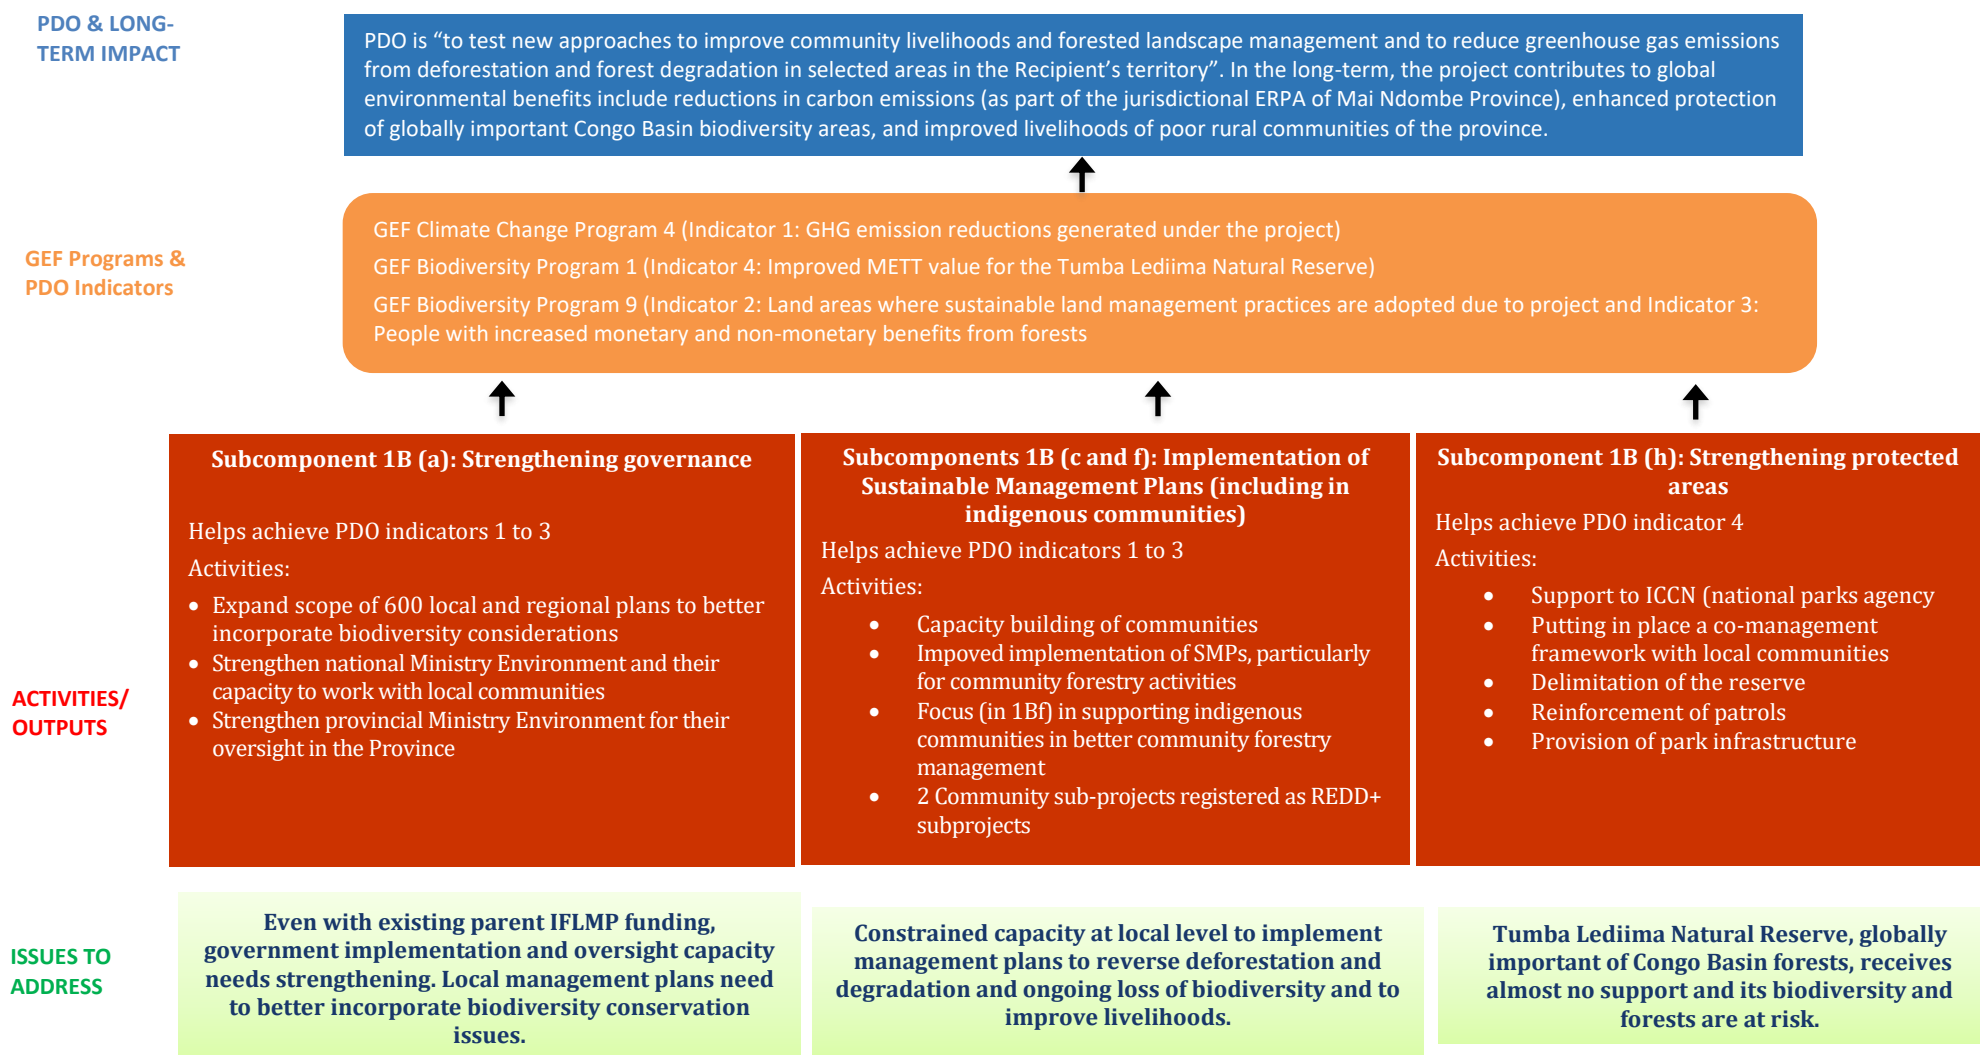 PDO & LONG-
TERM IMPACT
PDO is “to test new approaches to improve community livelihoods and forested landscape management and to reduce greenhouse gas emissions
from deforestation and forest degradation in selected areas in the Recipient’s territory”. In the long-term, the project contributes to global
environmental benefits include reductions in carbon emissions (as part of the jurisdictional ERPA of Mai Ndombe Province), enhanced protection
of globally important Congo Basin biodiversity areas, and improved livelihoods of poor rural communities of the province.
GEF Programs &
PDO Indicators
GEF Climate Change Program 4 (Indicator 1: GHG emission reductions generated under the project)
GEF Biodiversity Program 1 (Indicator 4: Improved METT value for the Tumba Lediima Natural Reserve)
GEF Biodiversity Program 9 (Indicator 2: Land areas where sustainable land management practices are adopted due to project and Indicator 3:
People with increased monetary and non-monetary benefits from forests
ACTIVITIES/
OUTPUTS
Subcomponent 1B (a): Strengthening governance
Helps achieve PDO indicators 1 to 3
Activities:
• Expand scope of 600 local and regional plans to better
incorporate biodiversity considerations
• Strengthen national Ministry Environment and their
capacity to work with local communities
• Strengthen provincial Ministry Environment for their
oversight in the Province
Subcomponents 1B (c and f): Implementation of
Sustainable Management Plans (including in
indigenous communities)
Helps achieve PDO indicators 1 to 3
Activities:
• Capacity building of communities
• Impoved implementation of SMPs, particularly
for community forestry activities
• Focus (in 1Bf) in supporting indigenous
communities in better community forestry
management
• 2 Community sub-projects registered as REDD+
subprojects
Subcomponent 1B (h): Strengthening protected
areas
Helps achieve PDO indicator 4
Activities:
• Support to ICCN (national parks agency
• Putting in place a co-management
framework with local communities
• Delimitation of the reserve
• Reinforcement of patrols
• Provision of park infrastructure
ISSUES TO
ADDRESS
Even with existing parent IFLMP funding,
government implementation and oversight capacity
needs strengthening. Local management plans need
to better incorporate biodiversity conservation
issues.
Constrained capacity at local level to implement
management plans to reverse deforestation and
degradation and ongoing loss of biodiversity and to
improve livelihoods.
Tumba Lediima Natural Reserve, globally
important of Congo Basin forests, receives
almost no support and its biodiversity and
forests are at risk.